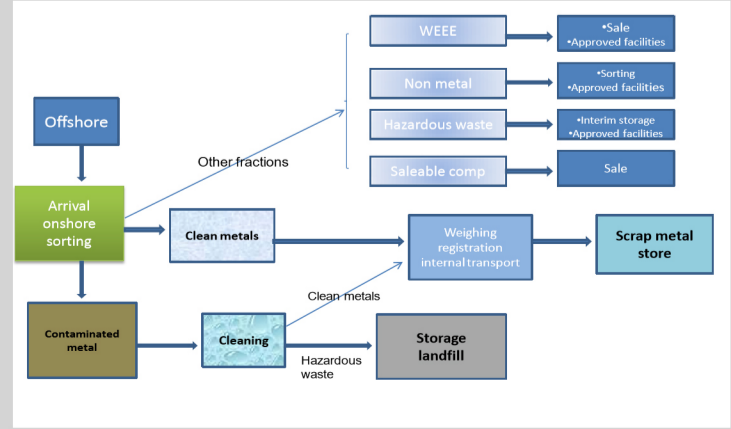 WEEE
•Sale
•Approved facilities
Non metal
•Sorting
•Approved facilities
Offshore
Hazardous waste
•Interim storage
•Approved facilities
Other fractions
Saleable comp
Sale
Arrival
onshore
sorting
Clean metals
Weighing
registration
internal transport
Scrap metal
store
Clean metals
Contaminated
metal
Cleaning
Storage
landfill
Hazardous
waste